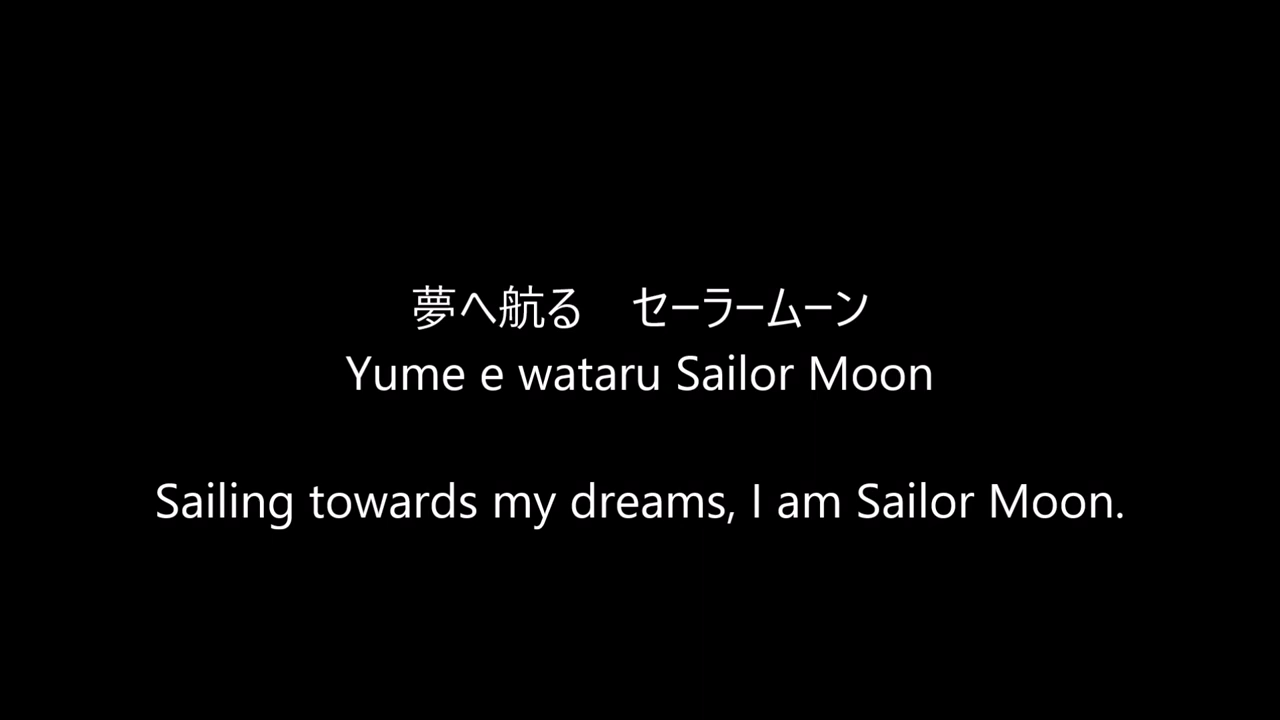 夢へ航る　セーラームーン
Yume e wataru Sailor Moon
Sailing towards my dreams, I am Sailor Moon.